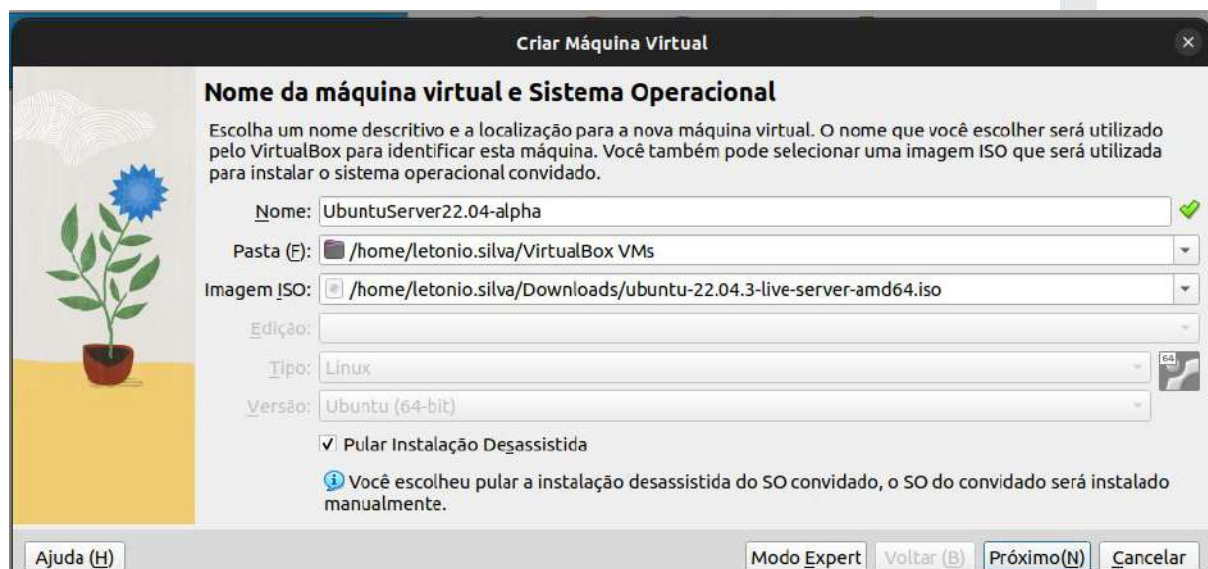 Criar Máquina Virtual
Nome da máquina virtual e Sistema Operacional
Escolha um nome descritivo e a localização para a nova máquina virtual. O nome que você escolher será utilizado
pelo VirtualBox para identificar esta máquina. Você também pode selecionar uma imagem ISO que será utilizada
para instalar o sistema operacional convidado.
Nome: UbuntuServer22.04-alpha
Pasta (F): /home/letonio.silva/VirtualBox VMs
Imagem ISO: /home/letonio.silva/Downloads/ubuntu-22.04.3-live-server-amd64.iso
Edição:
Tipo: Linux 64
Versão: Ubuntu (64-bit)
Pular Instalação Desassistida
Você escolheu pular a instalação desassistida do SO convidado, o SO do convidado será instalado
manualmente.
Ajuda (H) Modo Expert Voltar (B) Próximo(N) Cancelar